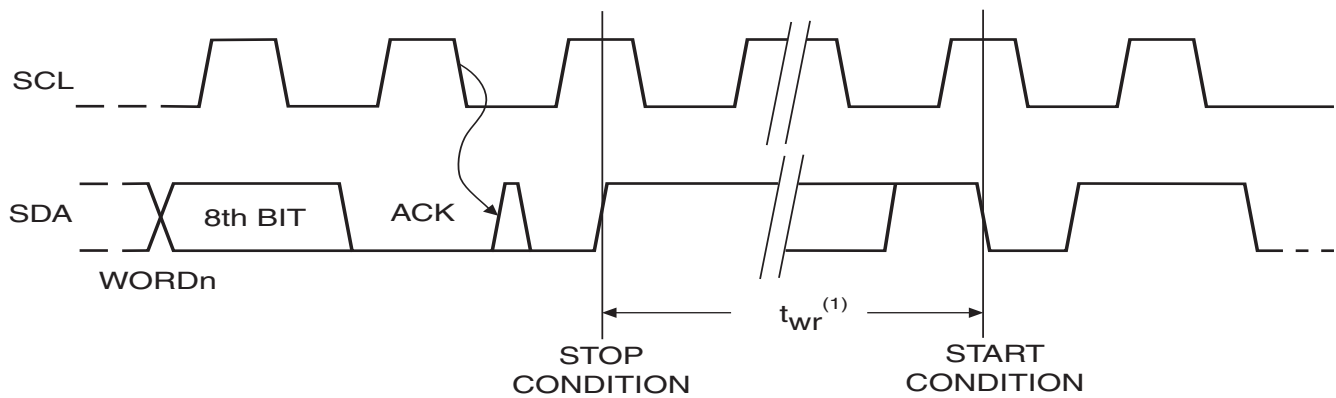 SCL
SDA
8th BIT
ACK
WORDn
twr(1)
STOP
CONDITION
START
CONDITION